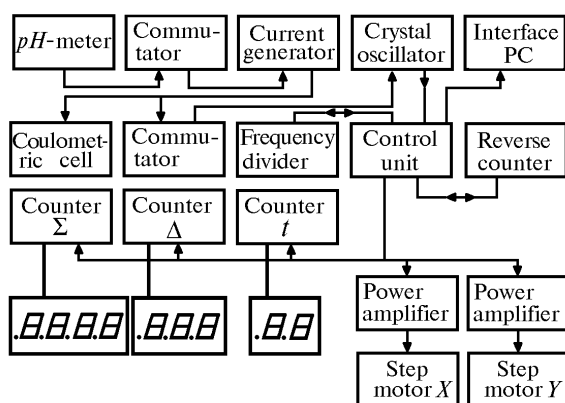 pH-meter
Commu-
tator
Current
generator
Crystal
oscillator
Interface
PC
Coulomet-
ric cell
Commu-
tator
Frequency
divider
Control
unit
Reverse
counter
Counter
Σ
Counter
Δ
Counter
t
.8.8.8.8
.8.8.8
.8.8
Power
amplifier
Power
amplifier
Step
motor X
Step
motor Y